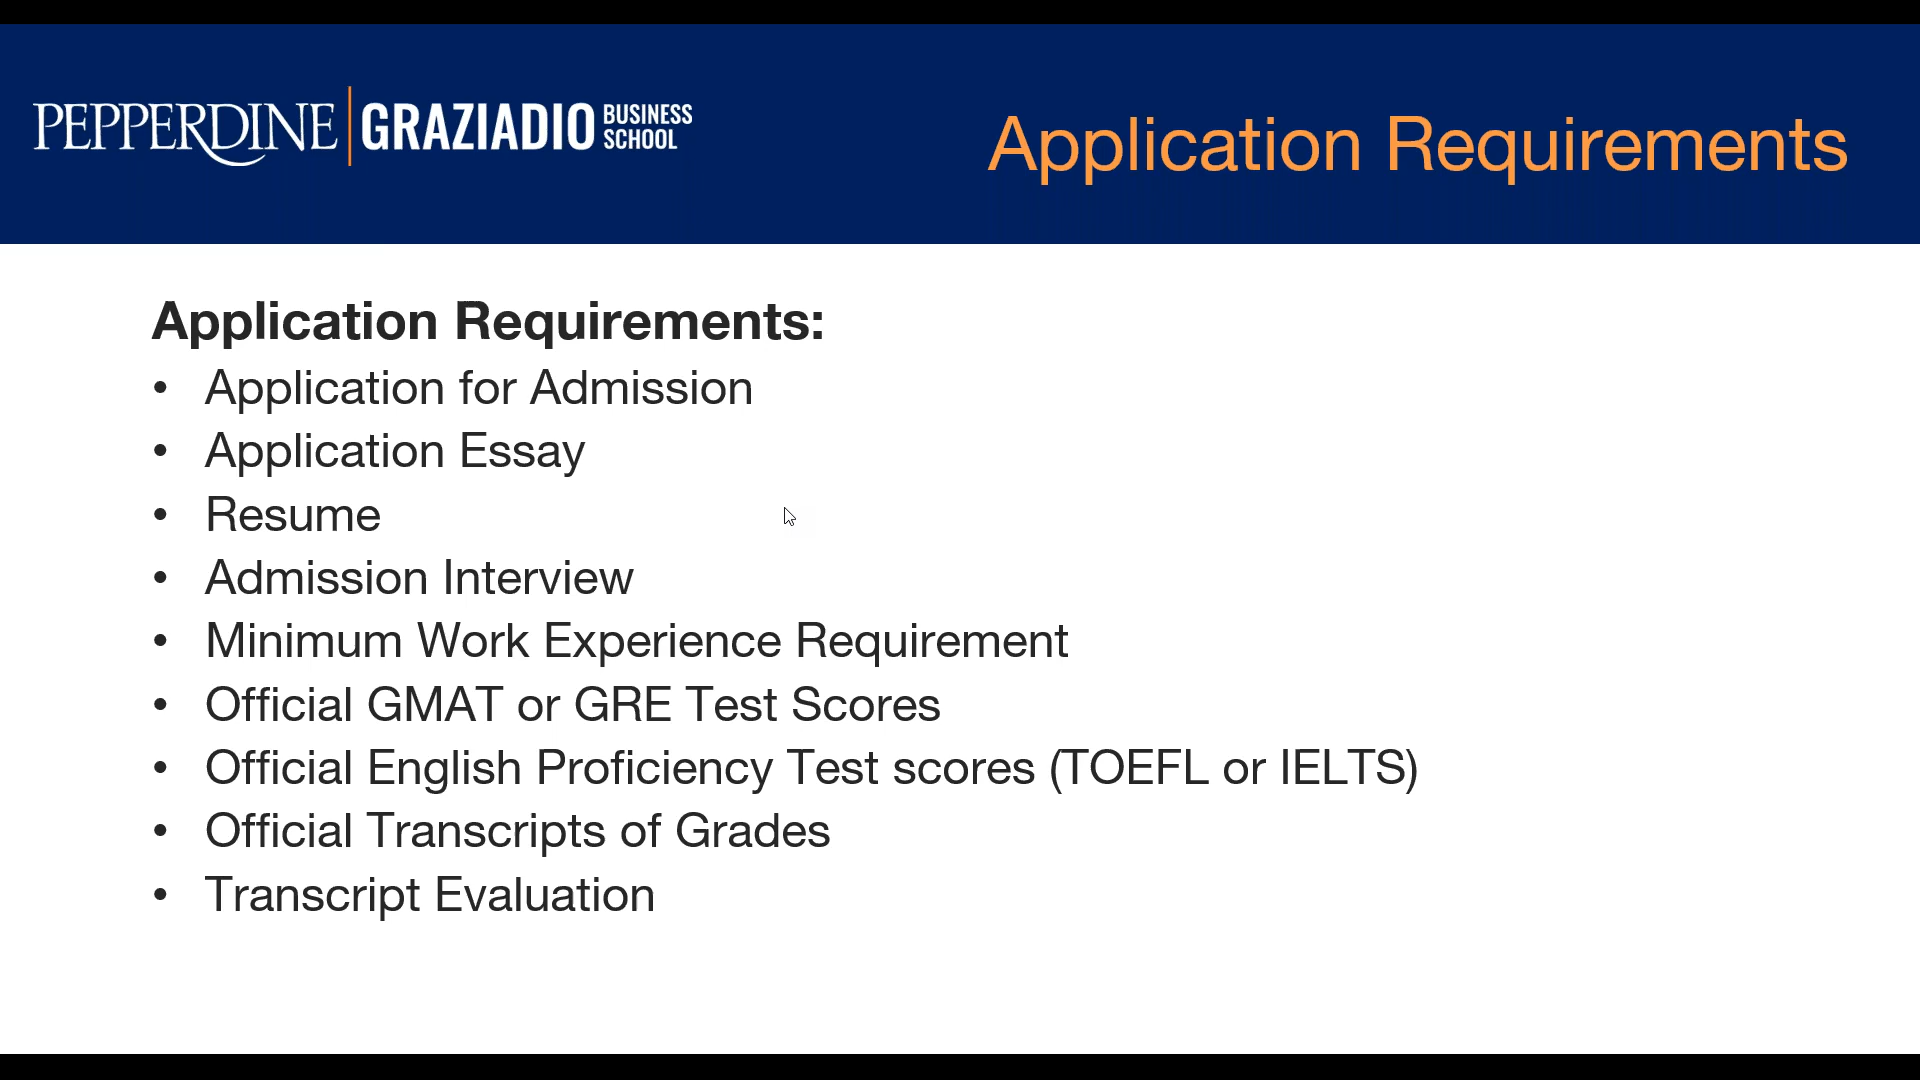 PEPPERDINE GRAZIADIO BUSINESS SCHOOL
Application Requirements
Application Requirements:
• Application for Admission
• Application Essay
• Resume
• Admission Interview
• Minimum Work Experience Requirement
• Official GMAT or GRE Test Scores
• Official English Proficiency Test scores (TOEFL or IELTS)
• Official Transcripts of Grades
• Transcript Evaluation